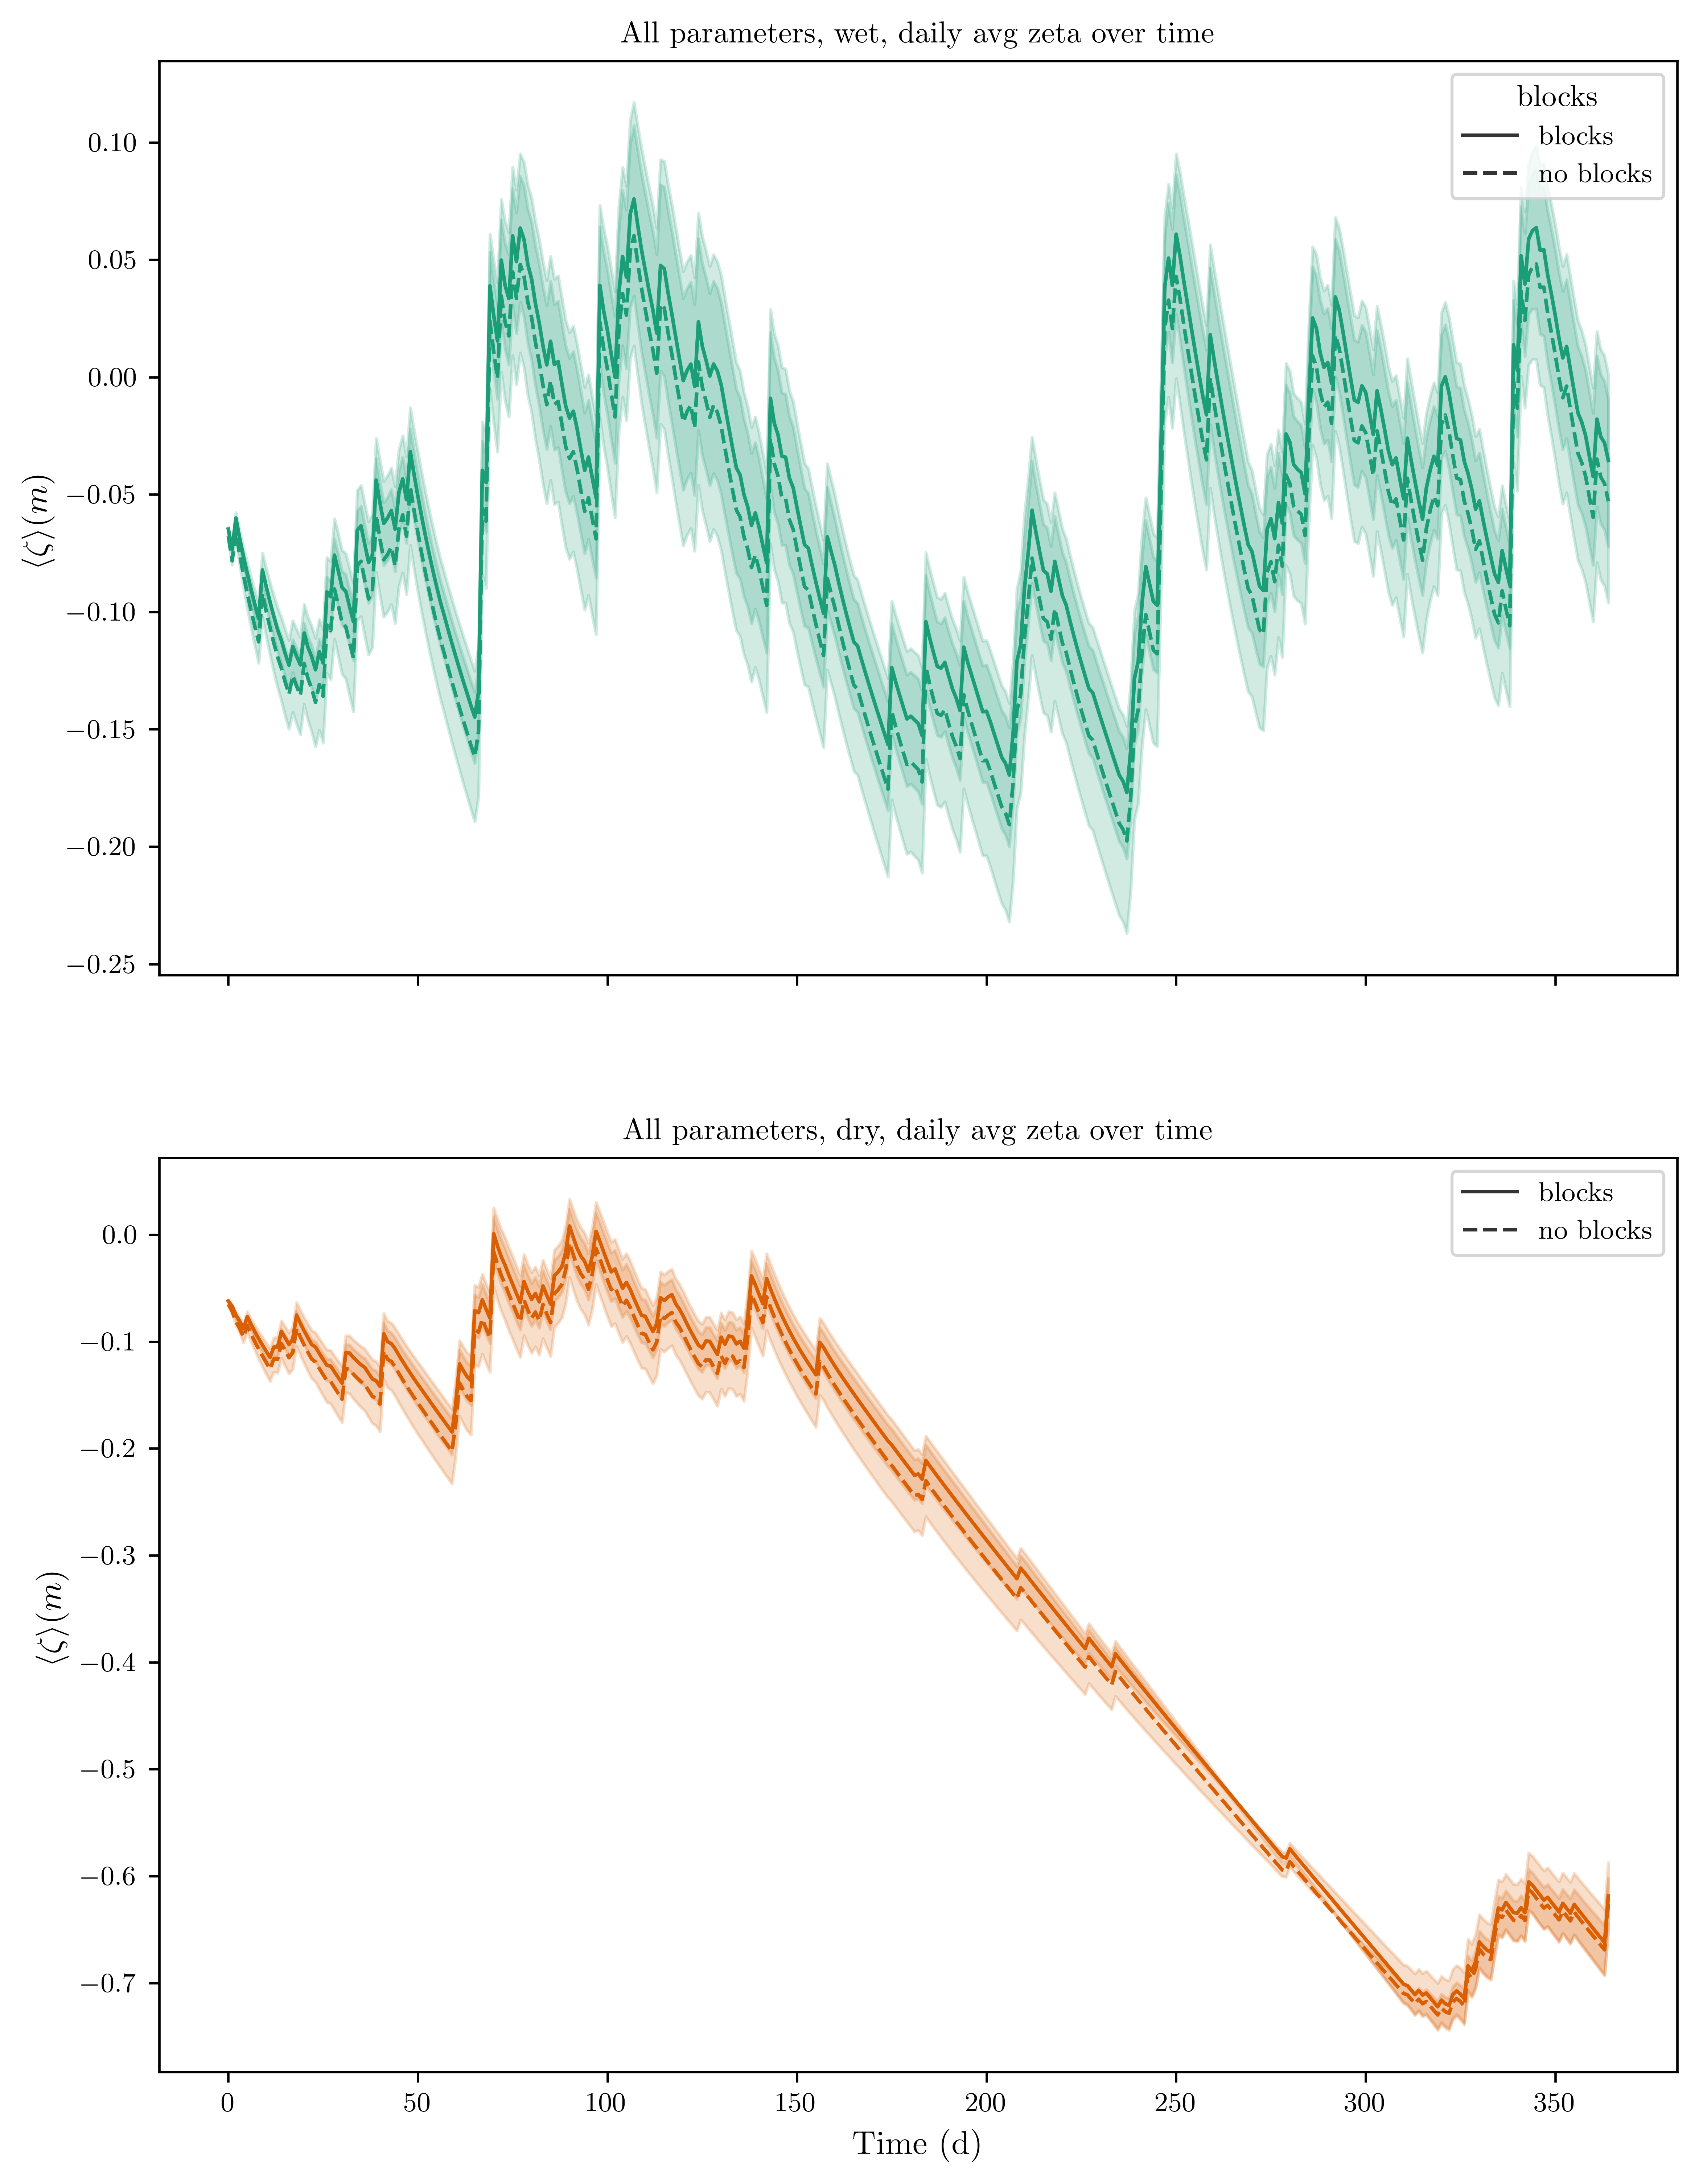 All parameters, wet, daily avg zeta over time
blocks
blocks
no blocks
0.10
0.05
0.00
−0.05
−0.10
−0.15
−0.20
−0.25
⟨ζ⟩(m)
All parameters, dry, daily avg zeta over time
blocks
no blocks
0.0
−0.1
−0.2
−0.3
−0.4
−0.5
−0.6
−0.7
⟨ζ⟩(m)
0 50 100 150 200 250 300 350
Time (d)